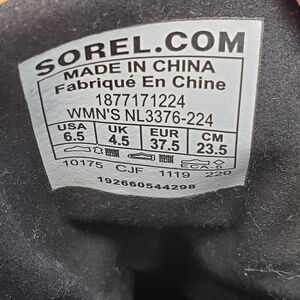 SOREL.COM
MADE IN CHINA
Fabriqué En Chine
1877171224
WMN'S NL3376-224
USA UK EUR CM
6.5 4.5 37.5 23.5
10175 CJF 1119 220
192660544298